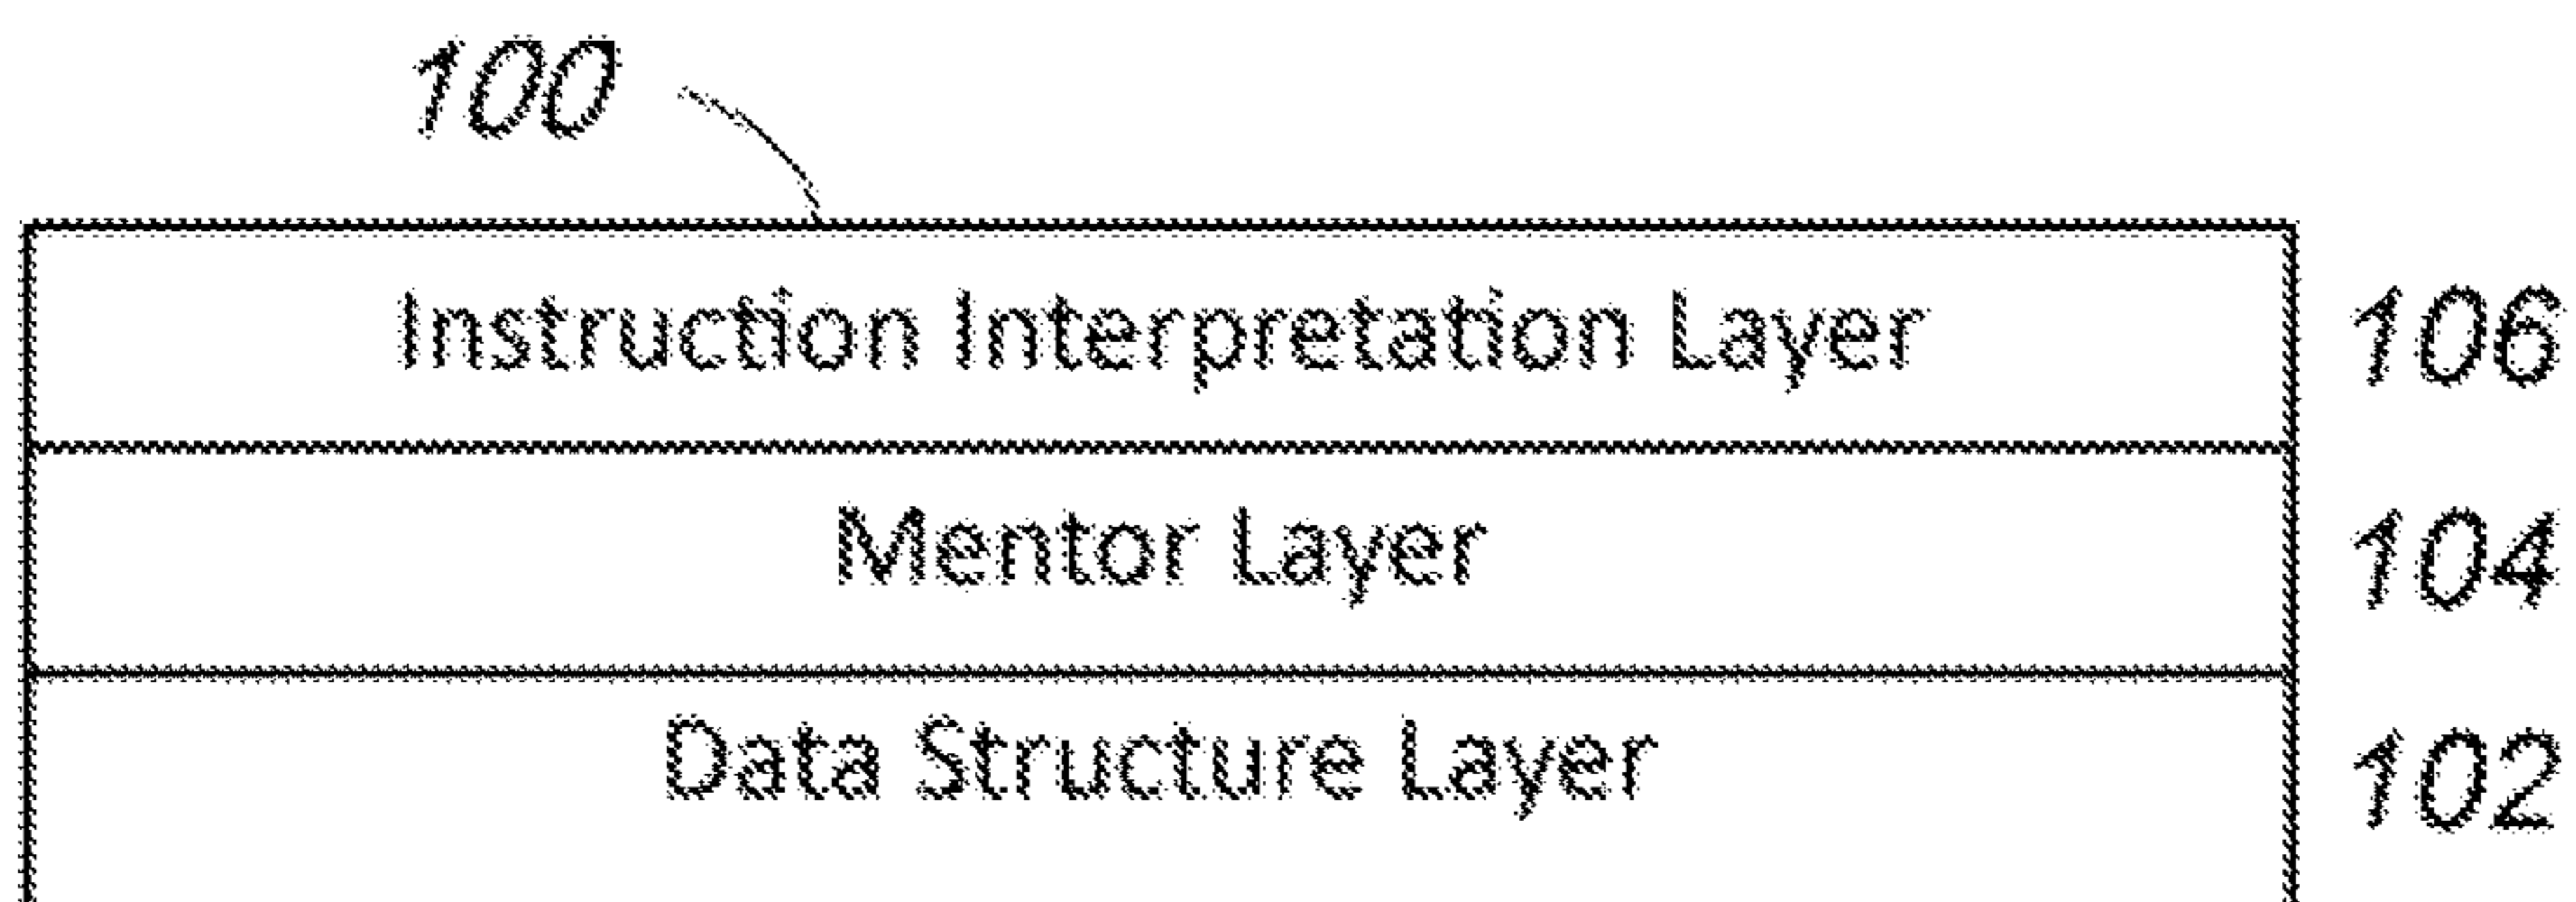 100
Instruction Interpretation Layer 106
Mentor Layer 104
Data Structure Layer 102